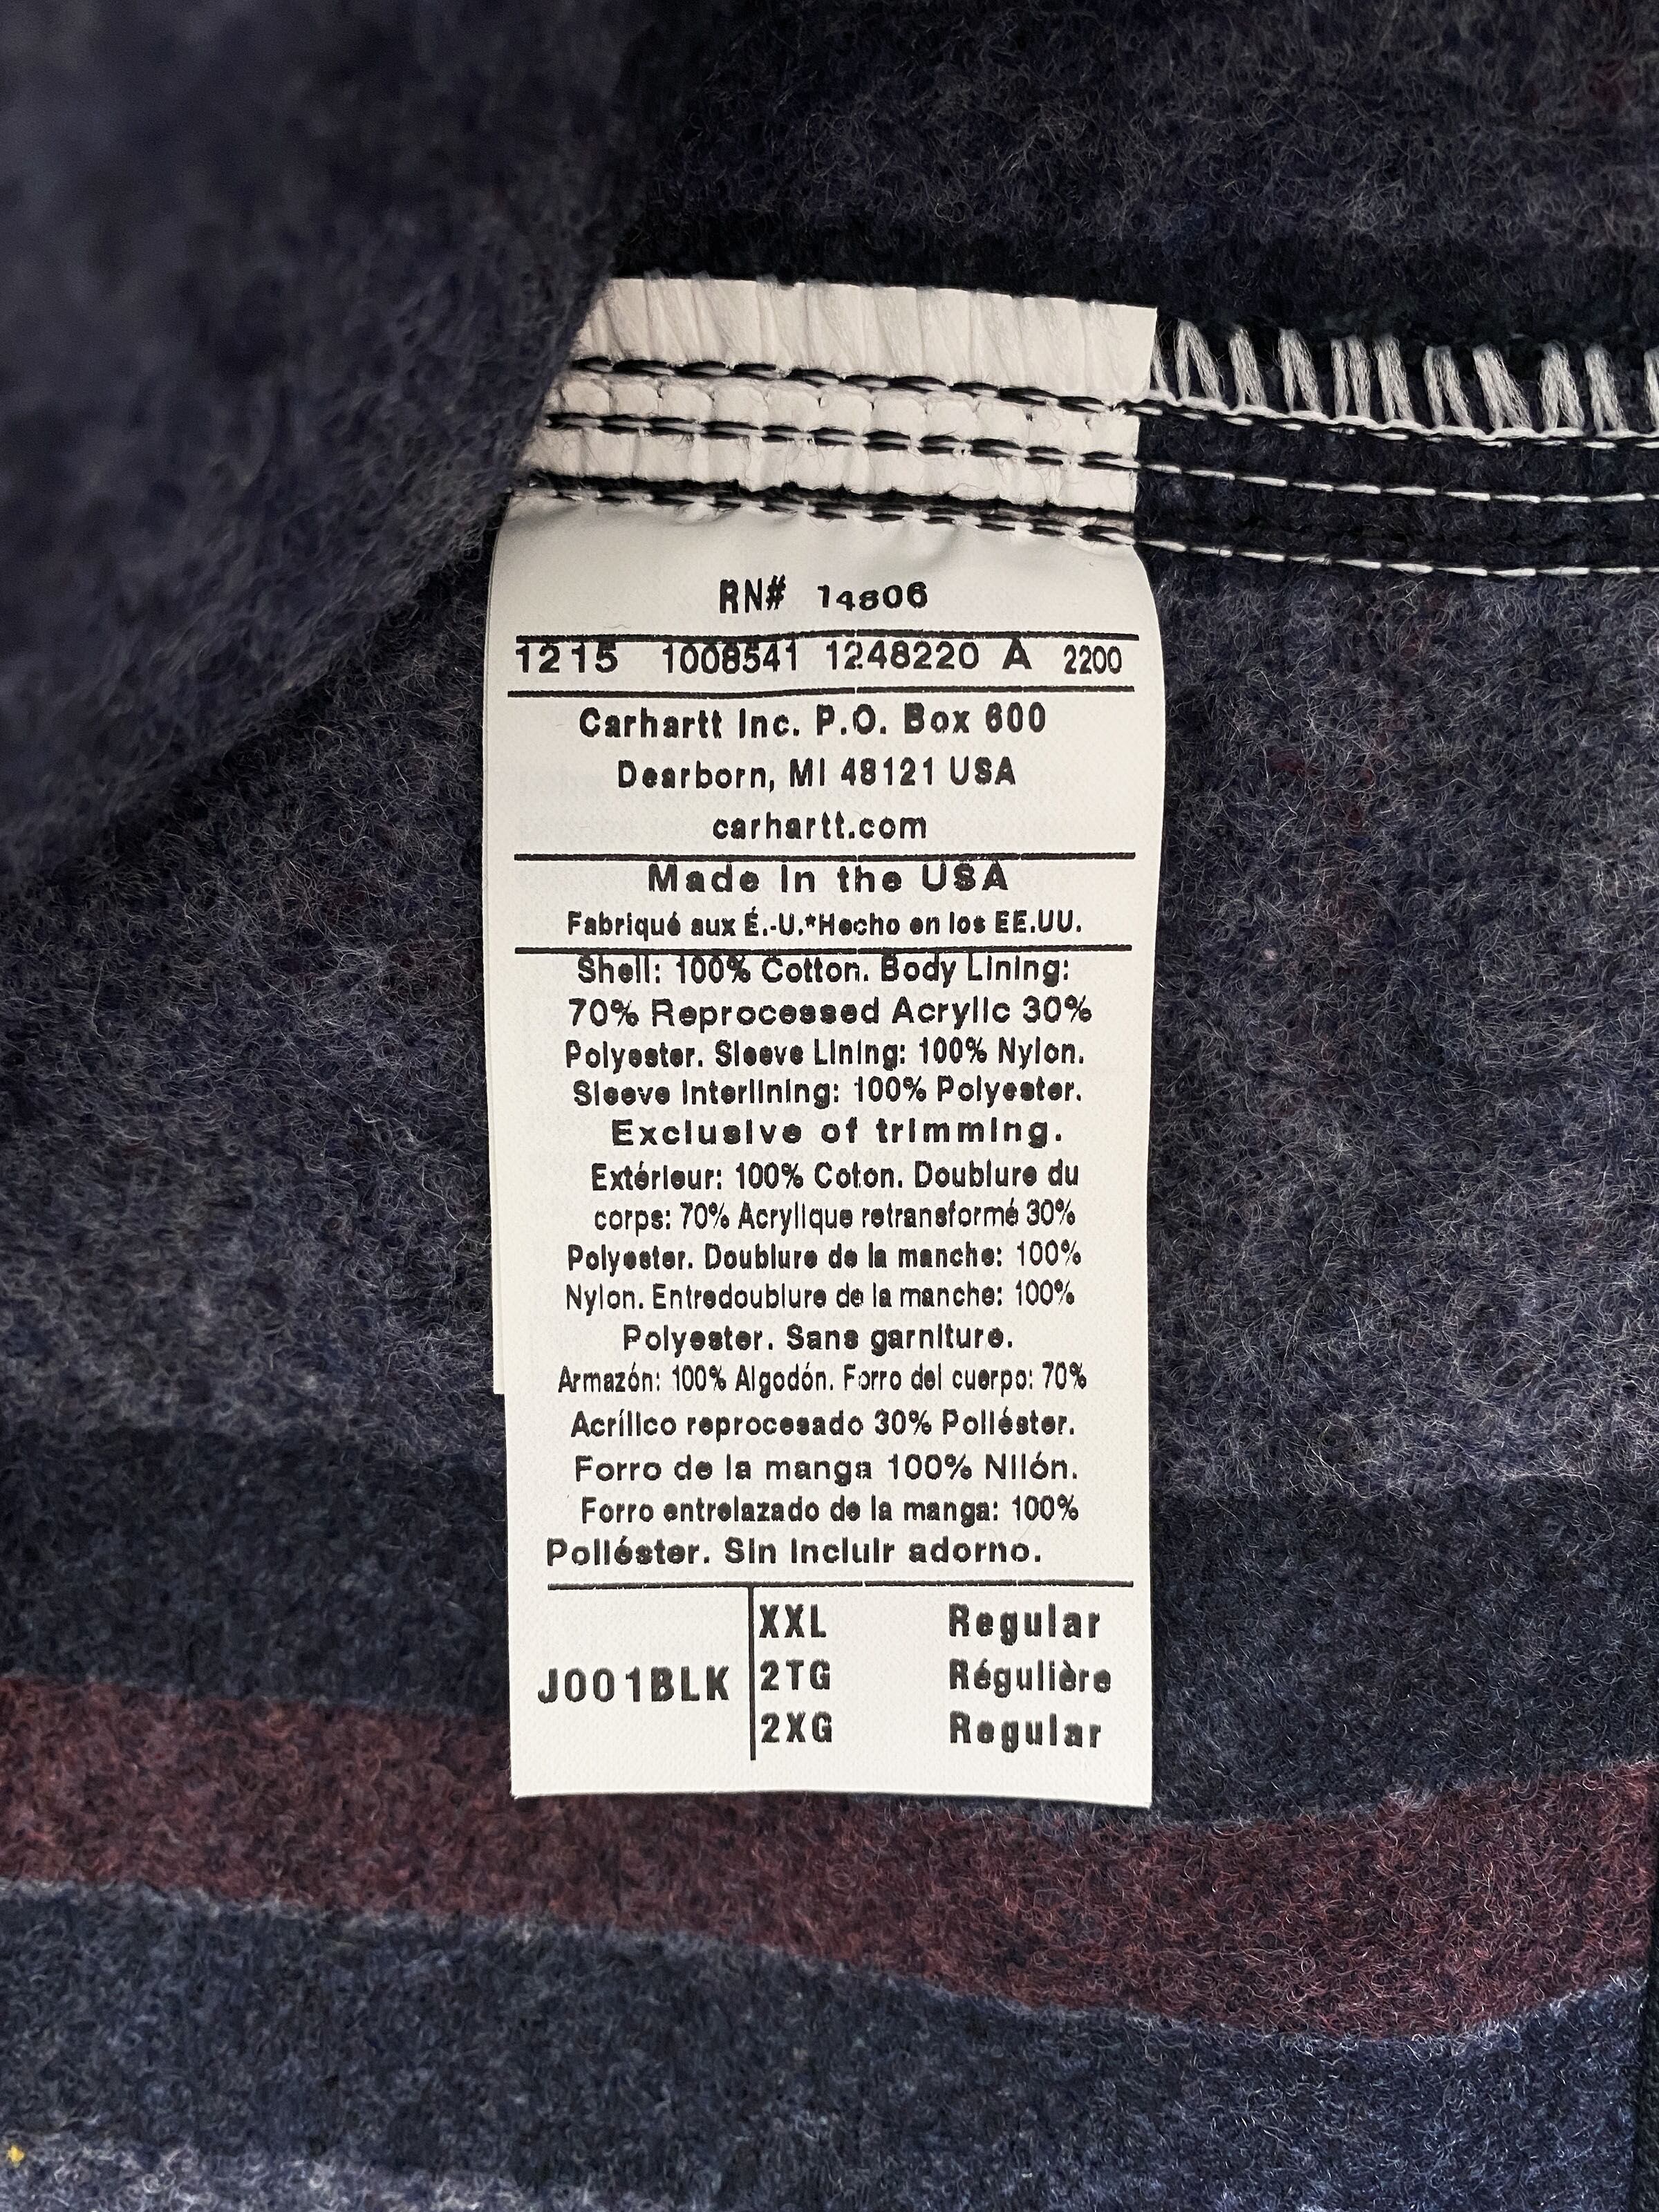 RN# 14806
1215 1008541 1248220 A 2200
Carhartt Inc. P.O. Box 600
Dearborn, MI 48121 USA
carhartt.com
Made in the USA
Fabriqué aux É.-U.*Hecho en los EE.UU.
Shell: 100% Cotton. Body Lining:
70% Reprocessed Acrylic 30%
Polyester. Sleeve Lining: 100% Nylon.
Sleeve Interlining: 100% Polyester.
Exclusive of trimming.
Extérieur: 100% Coton. Doublure du
corps: 70% Acrylique retransformé 30%
Polyester. Doublure de la manche: 100%
Nylon. Entredoublure de la manche: 100%
Polyester. Sans garniture.
Armazón: 100% Algodón. Forro del cuerpo: 70%
Acrílico reprocesado 30% Poliéster.
Forro de la manga 100% Nilón.
Forro entrelazado de la manga: 100%
Poliéster. Sin incluir adorno.
XXL Regular
J001BLK 2TG Régulière
2XG Regular